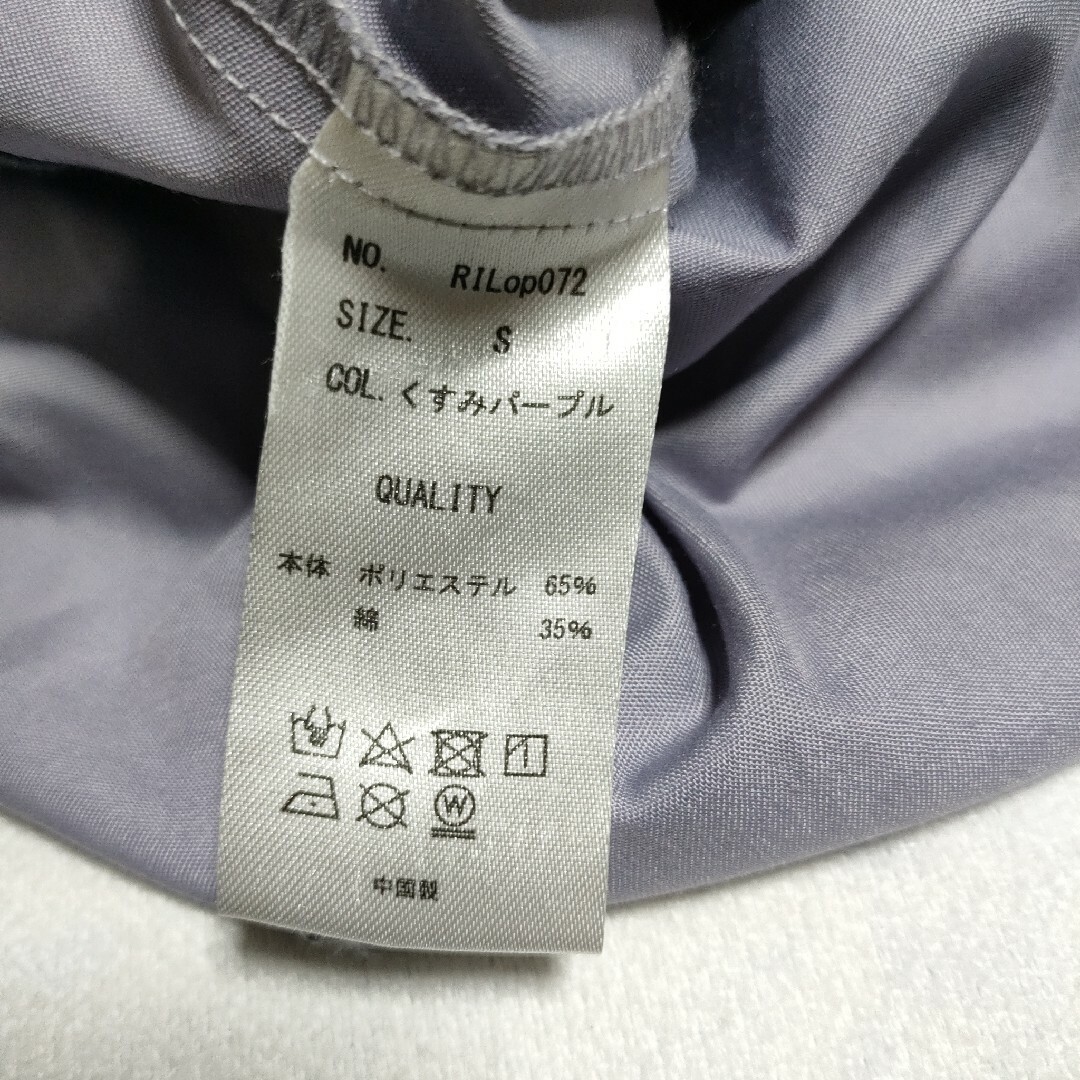 NO. RILop072
SIZE. S
COL. くすみパープル
QUALITY
本体 ポリエステル 65%
綿 35%
W
中国製